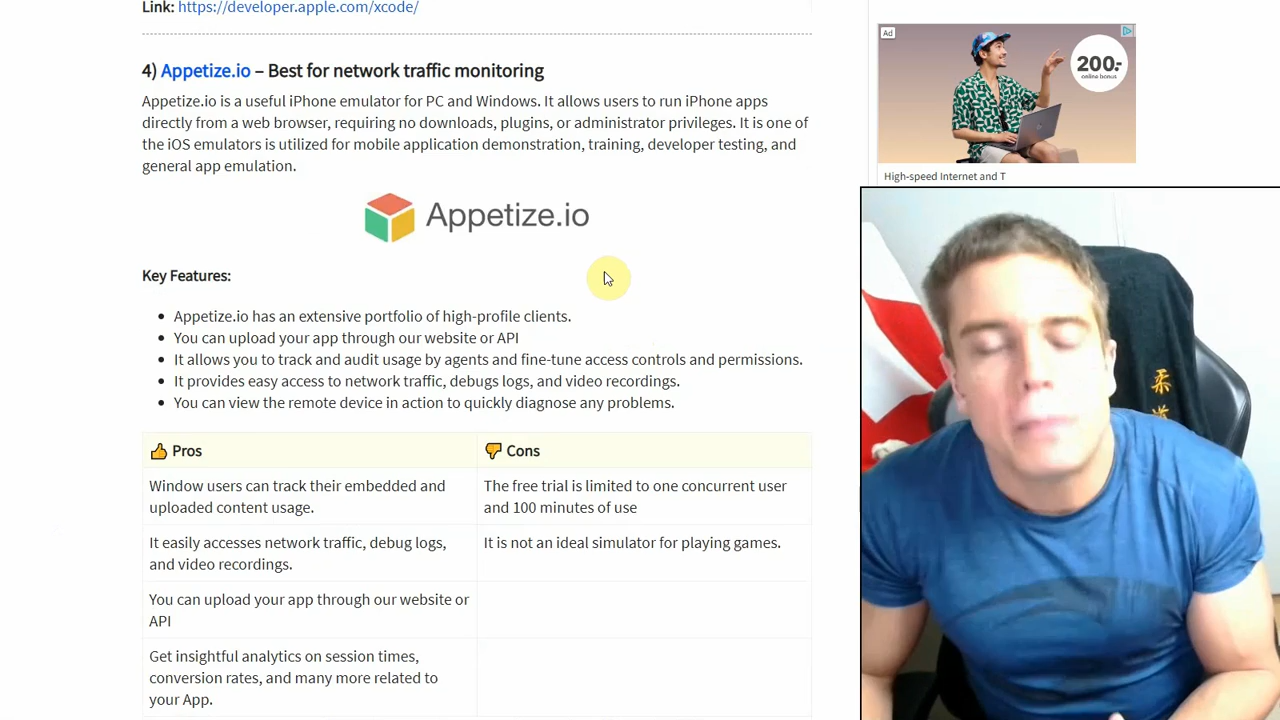 Link: https://developer.apple.com/xcode/
4) Appetize.io – Best for network traffic monitoring
Appetize.io is a useful iPhone emulator for PC and Windows. It allows users to run iPhone apps
directly from a web browser, requiring no downloads, plugins, or administrator privileges. It is one of
the iOS emulators is utilized for mobile application demonstration, training, developer testing, and
general app emulation.
Appetize.io
Key Features:
• Appetize.io has an extensive portfolio of high-profile clients.
• You can upload your app through our website or API
• It allows you to track and audit usage by agents and fine-tune access controls and permissions.
• It provides easy access to network traffic, debugs logs, and video recordings.
• You can view the remote device in action to quickly diagnose any problems.
Pros
Cons
Window users can track their embedded and
uploaded content usage.
The free trial is limited to one concurrent user
and 100 minutes of use
It easily accesses network traffic, debug logs,
and video recordings.
It is not an ideal simulator for playing games.
You can upload your app through our website or
API
Get insightful analytics on session times,
conversion rates, and many more related to
your App.
Ad
200.-
online bonus
High-speed Internet and T
柔
道